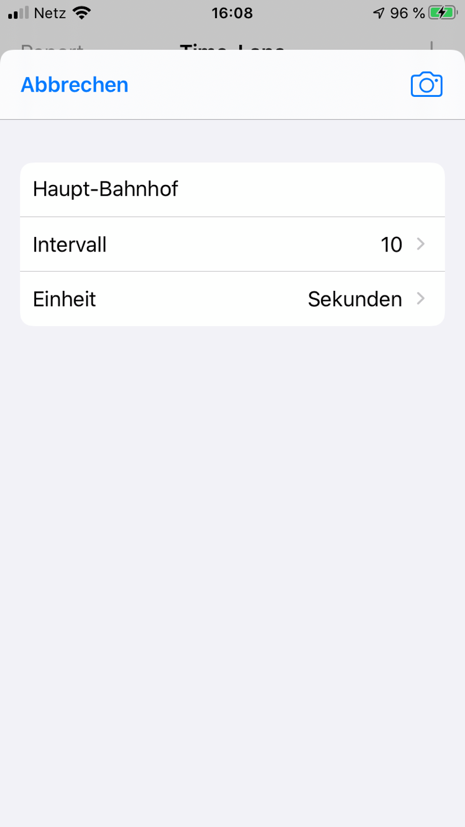 Netz 16:08 96 %
Abbrechen
Haupt-Bahnhof
Intervall 10
Einheit Sekunden